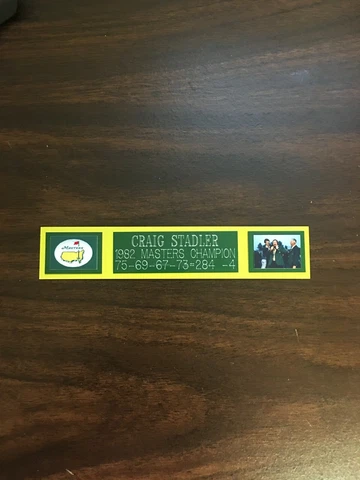 Masters
CRAIG STADLER
1982 MASTERS CHAMPION
75-69-67-73=284 -4